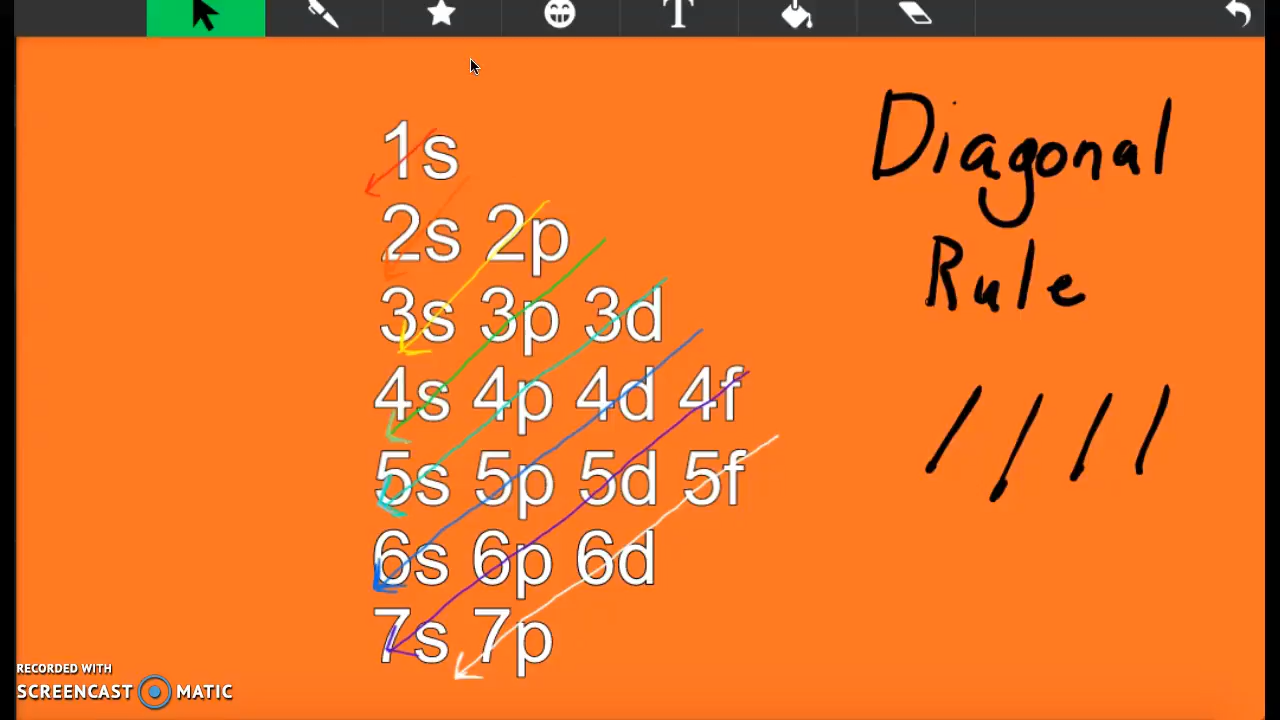 1s
2s 2p
3s 3p 3d
4s 4p 4d 4f
5s 5p 5d 5f
6s 6p 6d
7s 7p
Diagonal
Rule
RECORDED WITH
SCREENCAST MATIC